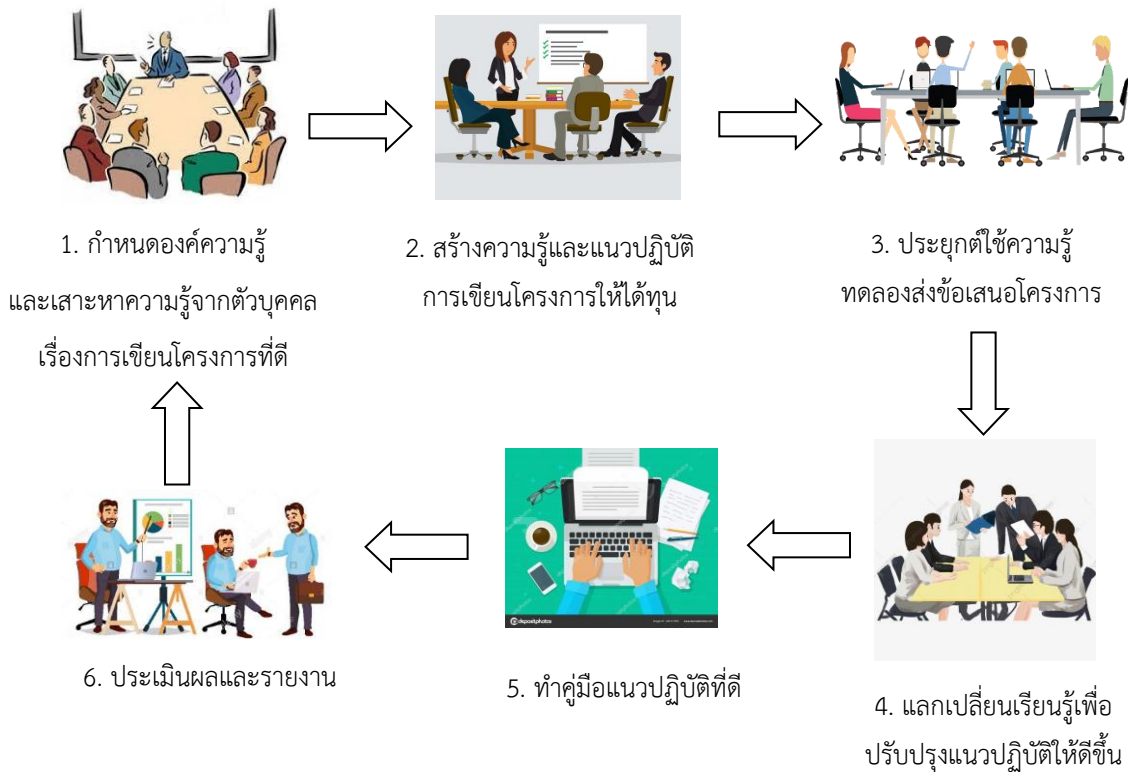 1. กำหนดองค์ความรู้
และเสาะหาความรู้จากตัวบุคคล
เรื่องการเขียนโครงการที่ดี
2. สร้างความรู้และแนวปฏิบัติ
การเขียนโครงการให้ได้ทุน
3. ประยุกต์ใช้ความรู้
ทดลองส่งข้อเสนอโครงการ
4. แลกเปลี่ยนเรียนรู้เพื่อ
ปรับปรุงแนวปฏิบัติให้ดีขึ้น
5. ทำคู่มือแนวปฏิบัติที่ดี
depositphotos
6. ประเมินผลและรายงาน